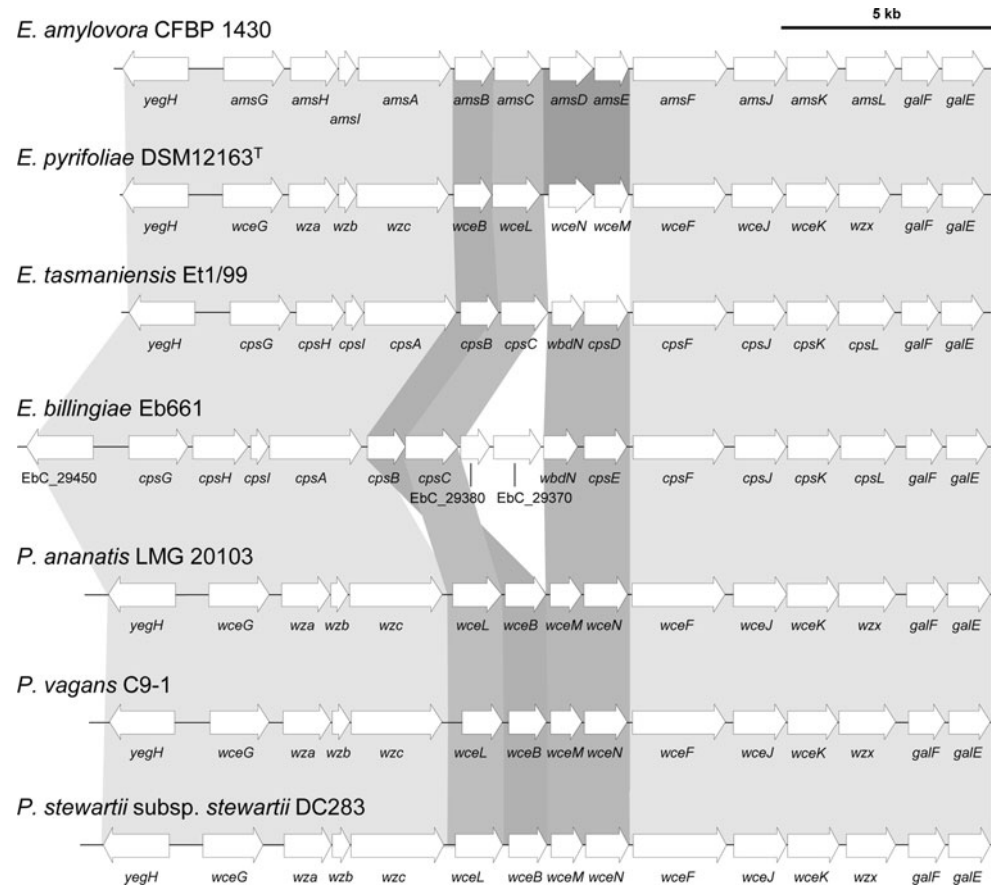 5 kb
E. amylovora CFBP 1430
yegH amsG amsH amsI amsA amsB amsC amsD amsE amsF amsJ amsK amsL galF galE
E. pyrifoliae DSM12163ᵀ
yegH wceG wza wzb wzc wceB wceL wceN wceM wceF wceJ wceK wzx galF galE
E. tasmaniensis Et1/99
yegH cpsG cpsH cpsI cpsA cpsB cpsC wbdN cpsD cpsF cpsJ cpsK cpsL galF galE
E. billingiae Eb661
EbC_29450 cpsG cpsH cpsI cpsA cpsB cpsC wbdN cpsE cpsF cpsJ cpsK cpsL galF galE
EbC_29380 EbC_29370
P. ananatis LMG 20103
yegH wceG wza wzb wzc wceL wceB wceM wceN wceF wceJ wceK wzx galF galE
P. vagans C9-1
yegH wceG wza wzb wzc wceL wceB wceM wceN wceF wceJ wceK wzx galF galE
P. stewartii subsp. stewartii DC283
yegH wceG wza wzb wzc wceL wceB wceM wceN wceF wceJ wceK wzx galF galE